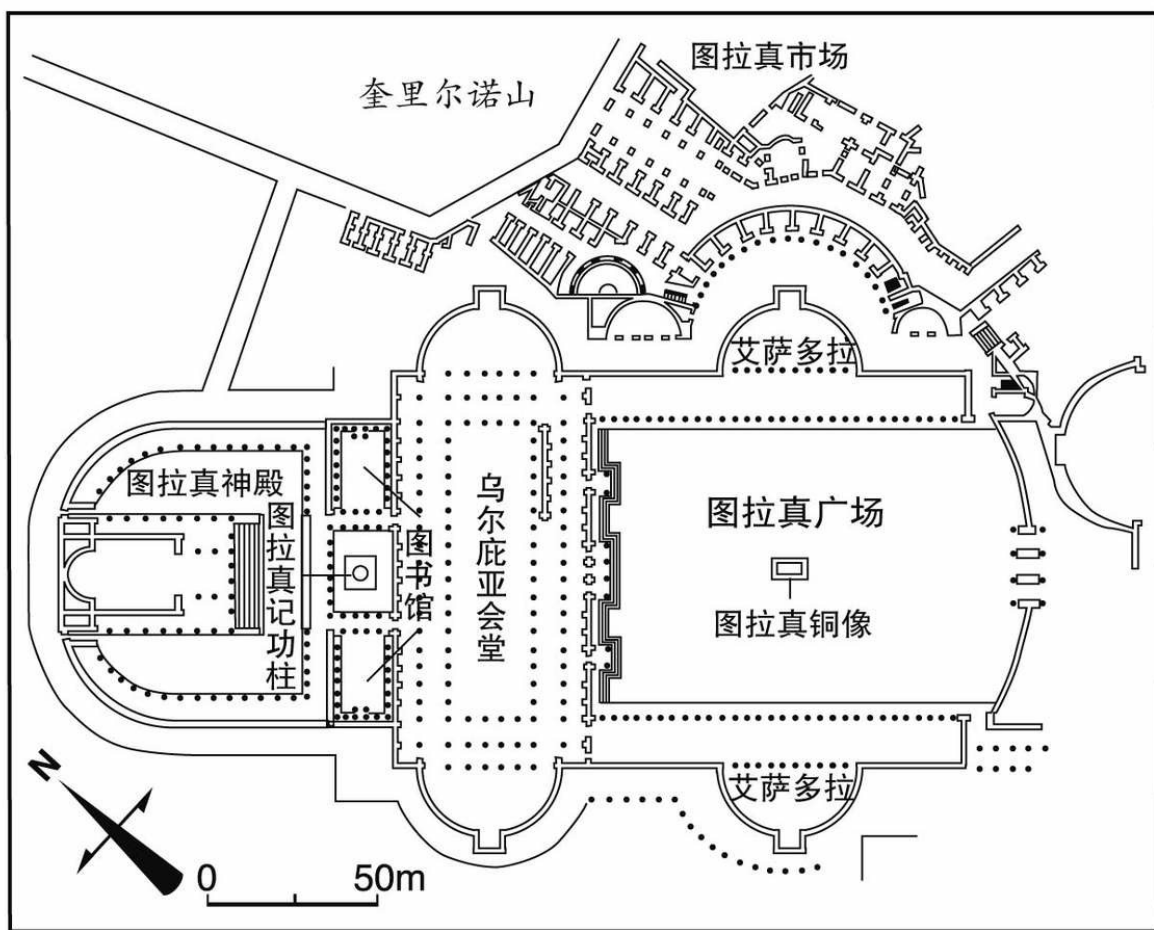 图拉真市场
奎里尔诺山
艾萨多拉
图拉真神殿
图拉真记功柱
图书馆
乌尔庇亚会堂
图拉真广场
图拉真铜像
艾萨多拉
N
0 50m